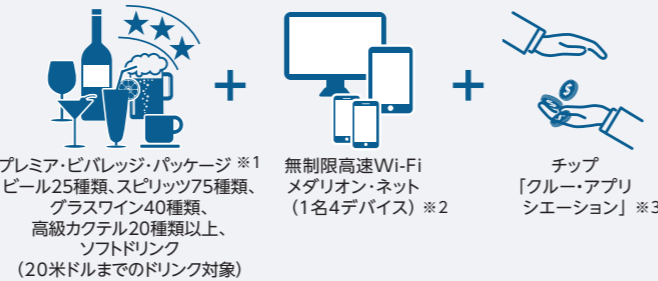 プレミア・ビバレッジ・パッケージ ※1
ビール25種類、スピリッツ75種類、
グラスワイン40種類、
高級カクテル20種類以上、
ソフトドリンク
（20米ドルまでのドリンク対象）
無制限高速Wi-Fi
メダリオン・ネット
（1名4デバイス）※2
チップ
「クルー・アプリ
シエーション」※3